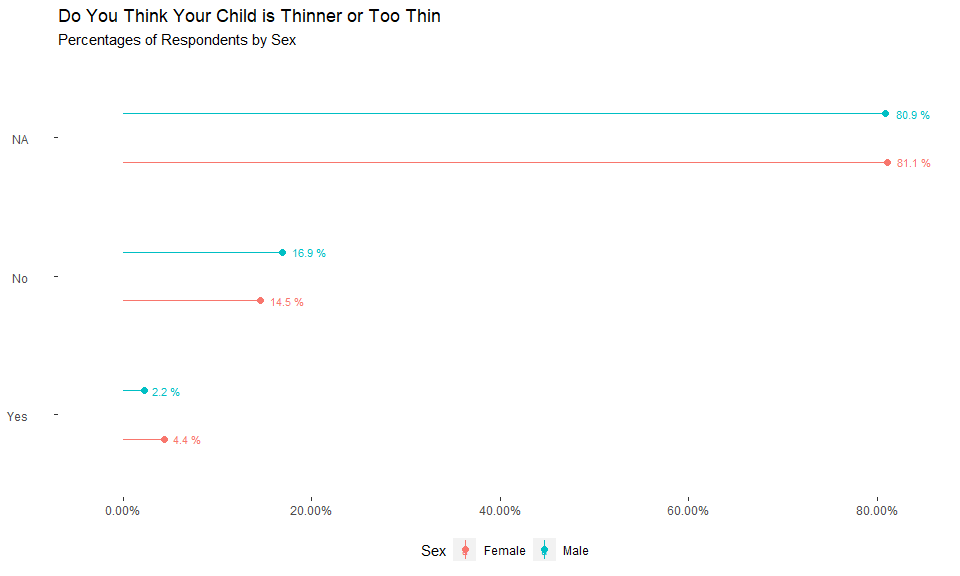 Do You Think Your Child is Thinner or Too Thin
Percentages of Respondents by Sex
80.9 %
NA
81.1 %
16.9 %
No
14.5 %
2.2 %
Yes
4.4 %
0.00% 20.00% 40.00% 60.00% 80.00%
Sex Female Male